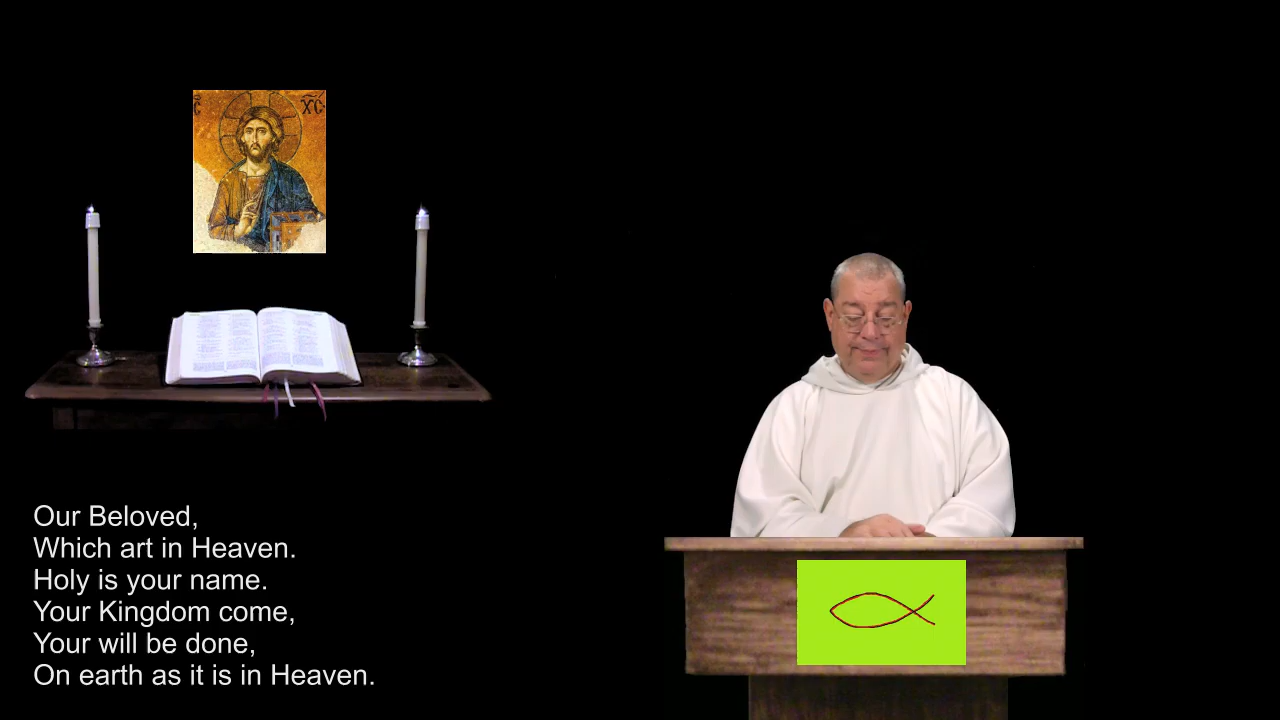 C
XC
Our Beloved,
Which art in Heaven.
Holy is your name.
Your Kingdom come,
Your will be done,
On earth as it is in Heaven.